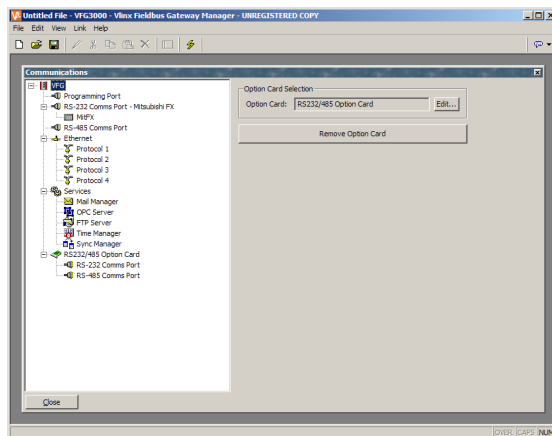 Untitled File - VFG3000 - Vlinx Fieldbus Gateway Manager - UNREGISTERED COPY
File Edit View Link Help
Communications
VFG
Programming Port
RS-232 Comms Port - Mitsubishi FX
MitFX
RS-485 Comms Port
Ethernet
Protocol 1
Protocol 2
Protocol 3
Protocol 4
Services
Mail Manager
OPC Server
FTP Server
Time Manager
Sync Manager
RS232/485 Option Card
RS-232 Comms Port
RS-485 Comms Port
Option Card Selection
Option Card: RS232/485 Option Card Edit...
Remove Option Card
Close
OVER CAPS NUM